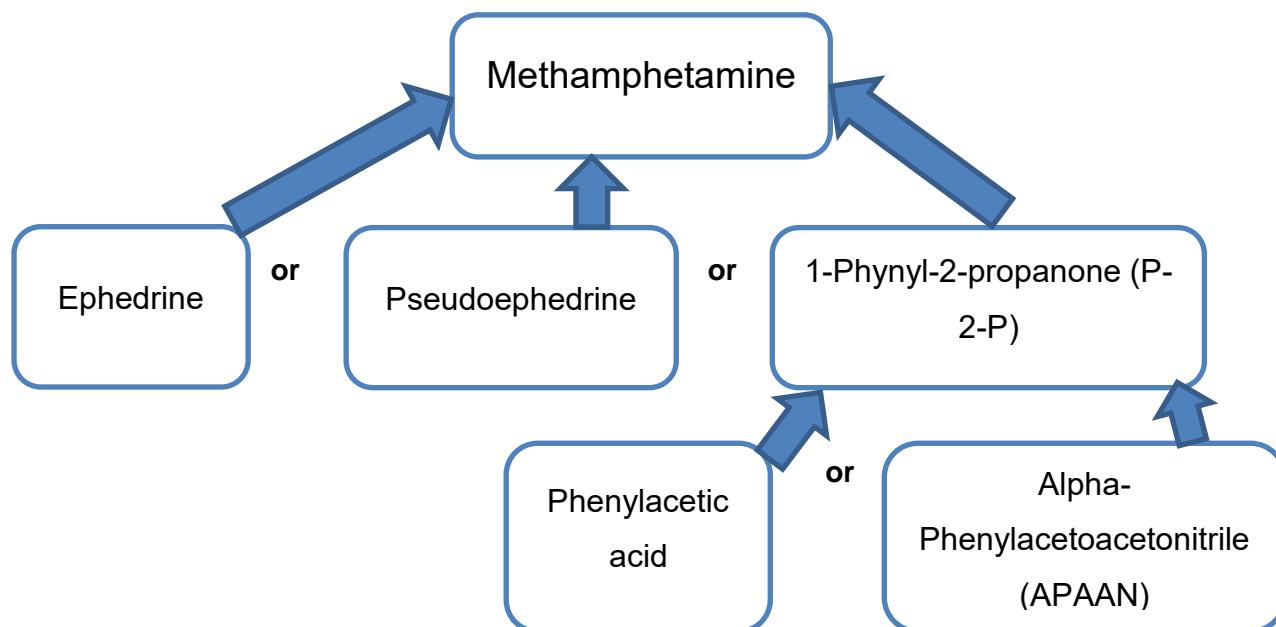 Methamphetamine
Ephedrine
or
Pseudoephedrine
or
1-Phynyl-2-propanone (P-
2-P)
Phenylacetic
acid
or
Alpha-
Phenylacetoacetonitrile
(APAAN)